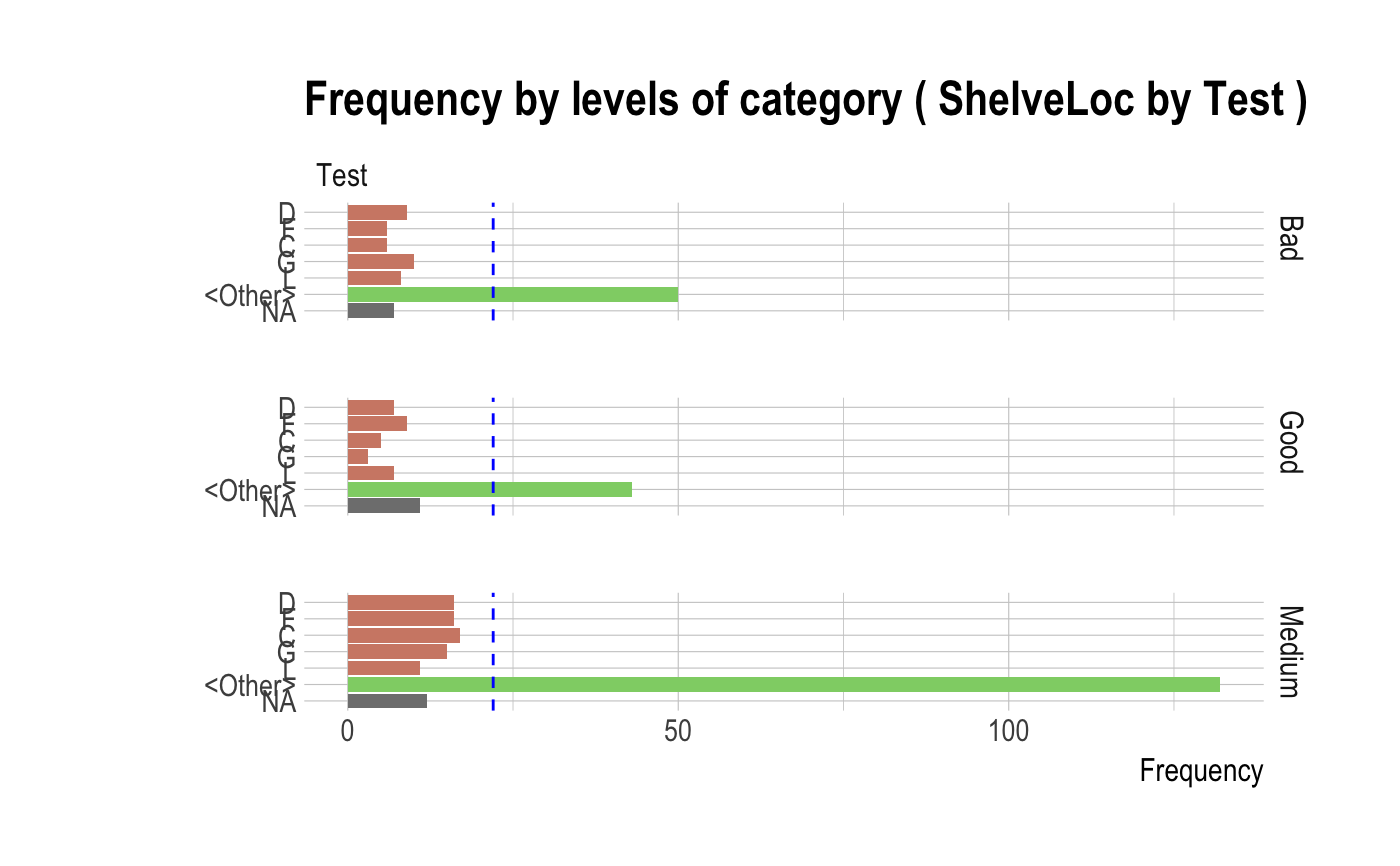 Frequency by levels of category ( ShelveLoc by Test )
Test
D
C
G
<Other>
NA
Bad
D
C
G
<Other>
NA
Good
D
C
G
<Other>
NA
Medium
0 50 100
Frequency